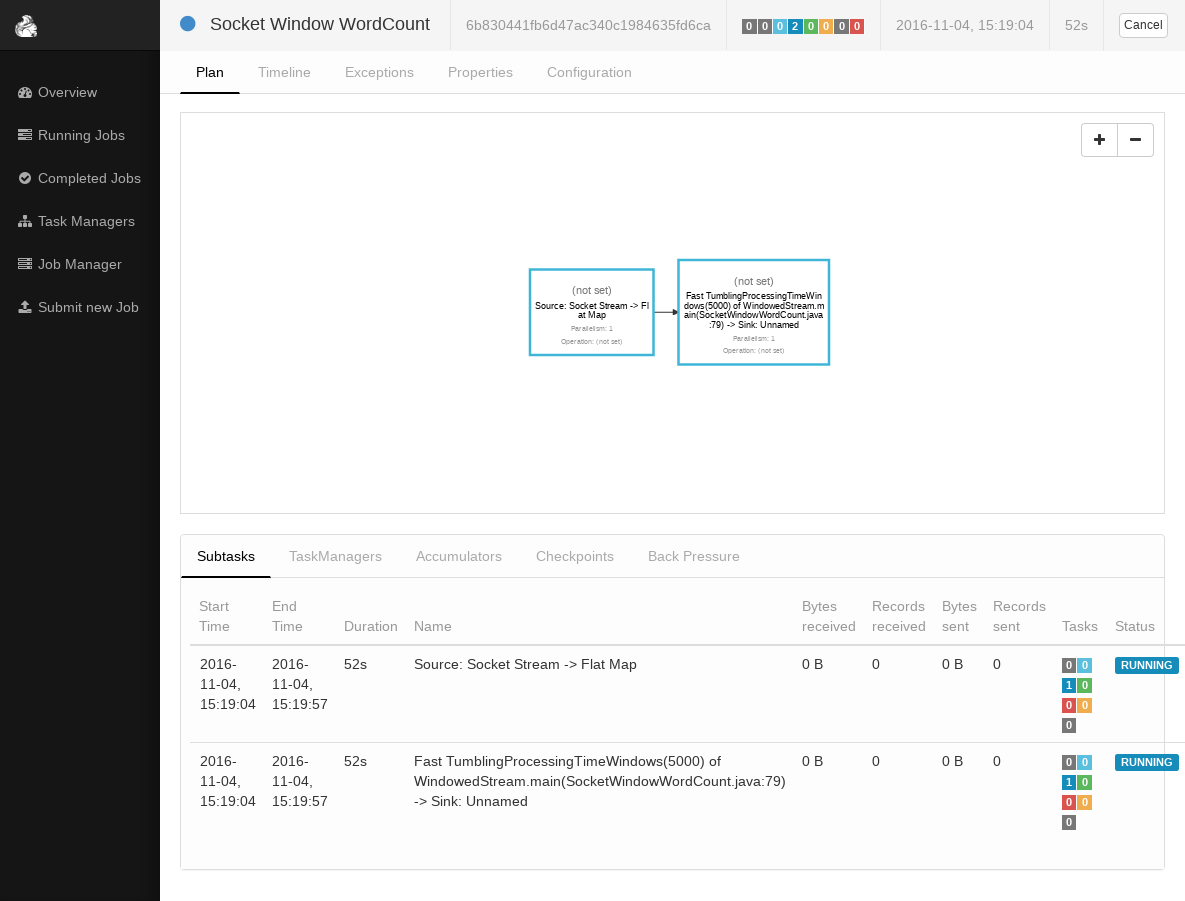 Socket Window WordCount
6b830441fb6d47ac340c1984635fd6ca
0 0 0 2 0 0 0 0
2016-11-04, 15:19:04
52s
Cancel
Overview
Running Jobs
Completed Jobs
Task Managers
Job Manager
Submit new Job
Plan Timeline Exceptions Properties Configuration
+ −
(not set)
Source: Socket Stream -> Fl
at Map
Parallelism: 1
Operation: (not set)
(not set)
Fast TumblingProcessingTimeWin
dows(5000) of WindowedStream.m
ain(SocketWindowWordCount.java
:79) -> Sink: Unnamed
Parallelism: 1
Operation: (not set)
Subtasks TaskManagers Accumulators Checkpoints Back Pressure
Start
Time
End
Time
Duration
Name
Bytes
received
Records
received
Bytes
sent
Records
sent
Tasks
Status
2016-
11-04,
15:19:04
2016-
11-04,
15:19:57
52s
Source: Socket Stream -> Flat Map
0 B
0
0 B
0
0 0
1 0
0 0
0
RUNNING
2016-
11-04,
15:19:04
2016-
11-04,
15:19:57
52s
Fast TumblingProcessingTimeWindows(5000) of
WindowedStream.main(SocketWindowWordCount.java:79)
-> Sink: Unnamed
0 B
0
0 B
0
0 0
1 0
0 0
0
RUNNING